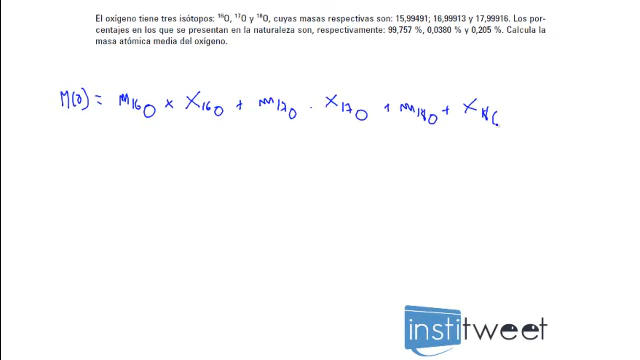 El oxígeno tiene tres isótopos: ¹⁶O, ¹⁷O y ¹⁸O, cuyas masas respectivas son: 15,99491; 16,99913 y 17,99916. Los por-
centajes en los que se presentan en la naturaleza son, respectivamente: 99,757 %, 0,0380 % y 0,205 %. Calcula la
masa atómica media del oxígeno.
M(O) = m₁₆O × X₁₆O + m₁₇O · X₁₇O + m₁₈O + X₁₈O
institweet